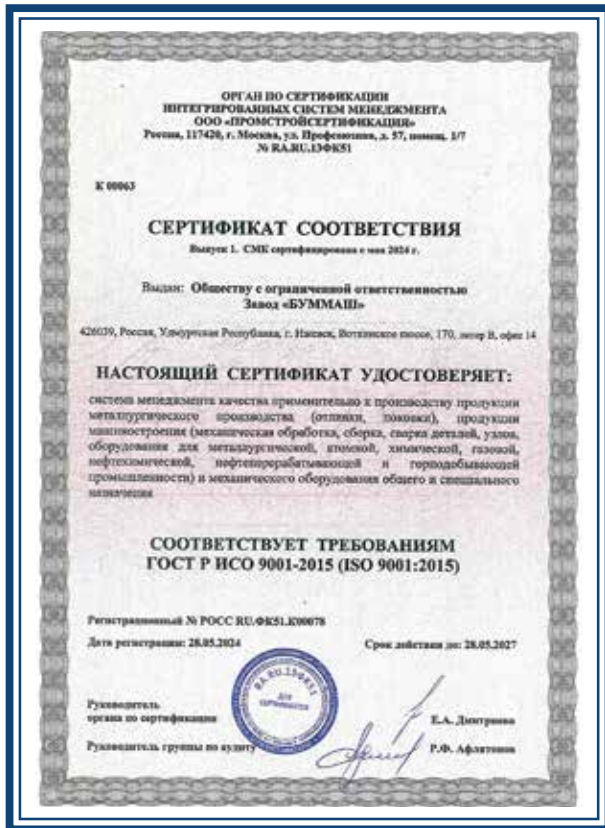 ОРГАН ПО СЕРТИФИКАЦИИ
ИНТЕГРИРОВАННЫХ СИСТЕМ МЕНЕДЖМЕНТА
ООО «ПРОМСТРОЙСЕРТИФИКАЦИЯ»
Россия, 117420, г. Москва, ул. Профсоюзная, д. 57, помещ. 1/7
№ RA.RU.13ФК51
К 00063
СЕРТИФИКАТ СООТВЕТСТВИЯ
Выпуск 1. СМК сертифицирована с мая 2024 г.
Выдан: Обществу с ограниченной ответственностью
Завод «БУММАШ»
426039, Россия, Удмуртская Республика, г. Ижевск, Воткинское шоссе, 170, литер В, офис 14
НАСТОЯЩИЙ СЕРТИФИКАТ УДОСТОВЕРЯЕТ:
система менеджмента качества применительно к производству продукции
металлургического производства (отливки, поковки), продукции
машиностроения (механическая обработка, сборка, сварка деталей, узлов,
оборудования для металлургической, атомной, химической, газовой,
нефтехимической, нефтеперерабатывающей и горнодобывающей
промышленности) и механического оборудования общего и специального
назначения
СООТВЕТСТВУЕТ ТРЕБОВАНИЯМ
ГОСТ Р ИСО 9001-2015 (ISO 9001:2015)
Регистрационный № РОСС RU.ФК51.К00078
Дата регистрации: 28.05.2024 Срок действия до: 28.05.2027
RA.RU.13ФК51
ДЛЯ
СЕРТИФИКАТОВ
Руководитель
органа по сертификации Е.А. Дмитриева
Руководитель группы по аудиту Р.Ф. Афлятонов